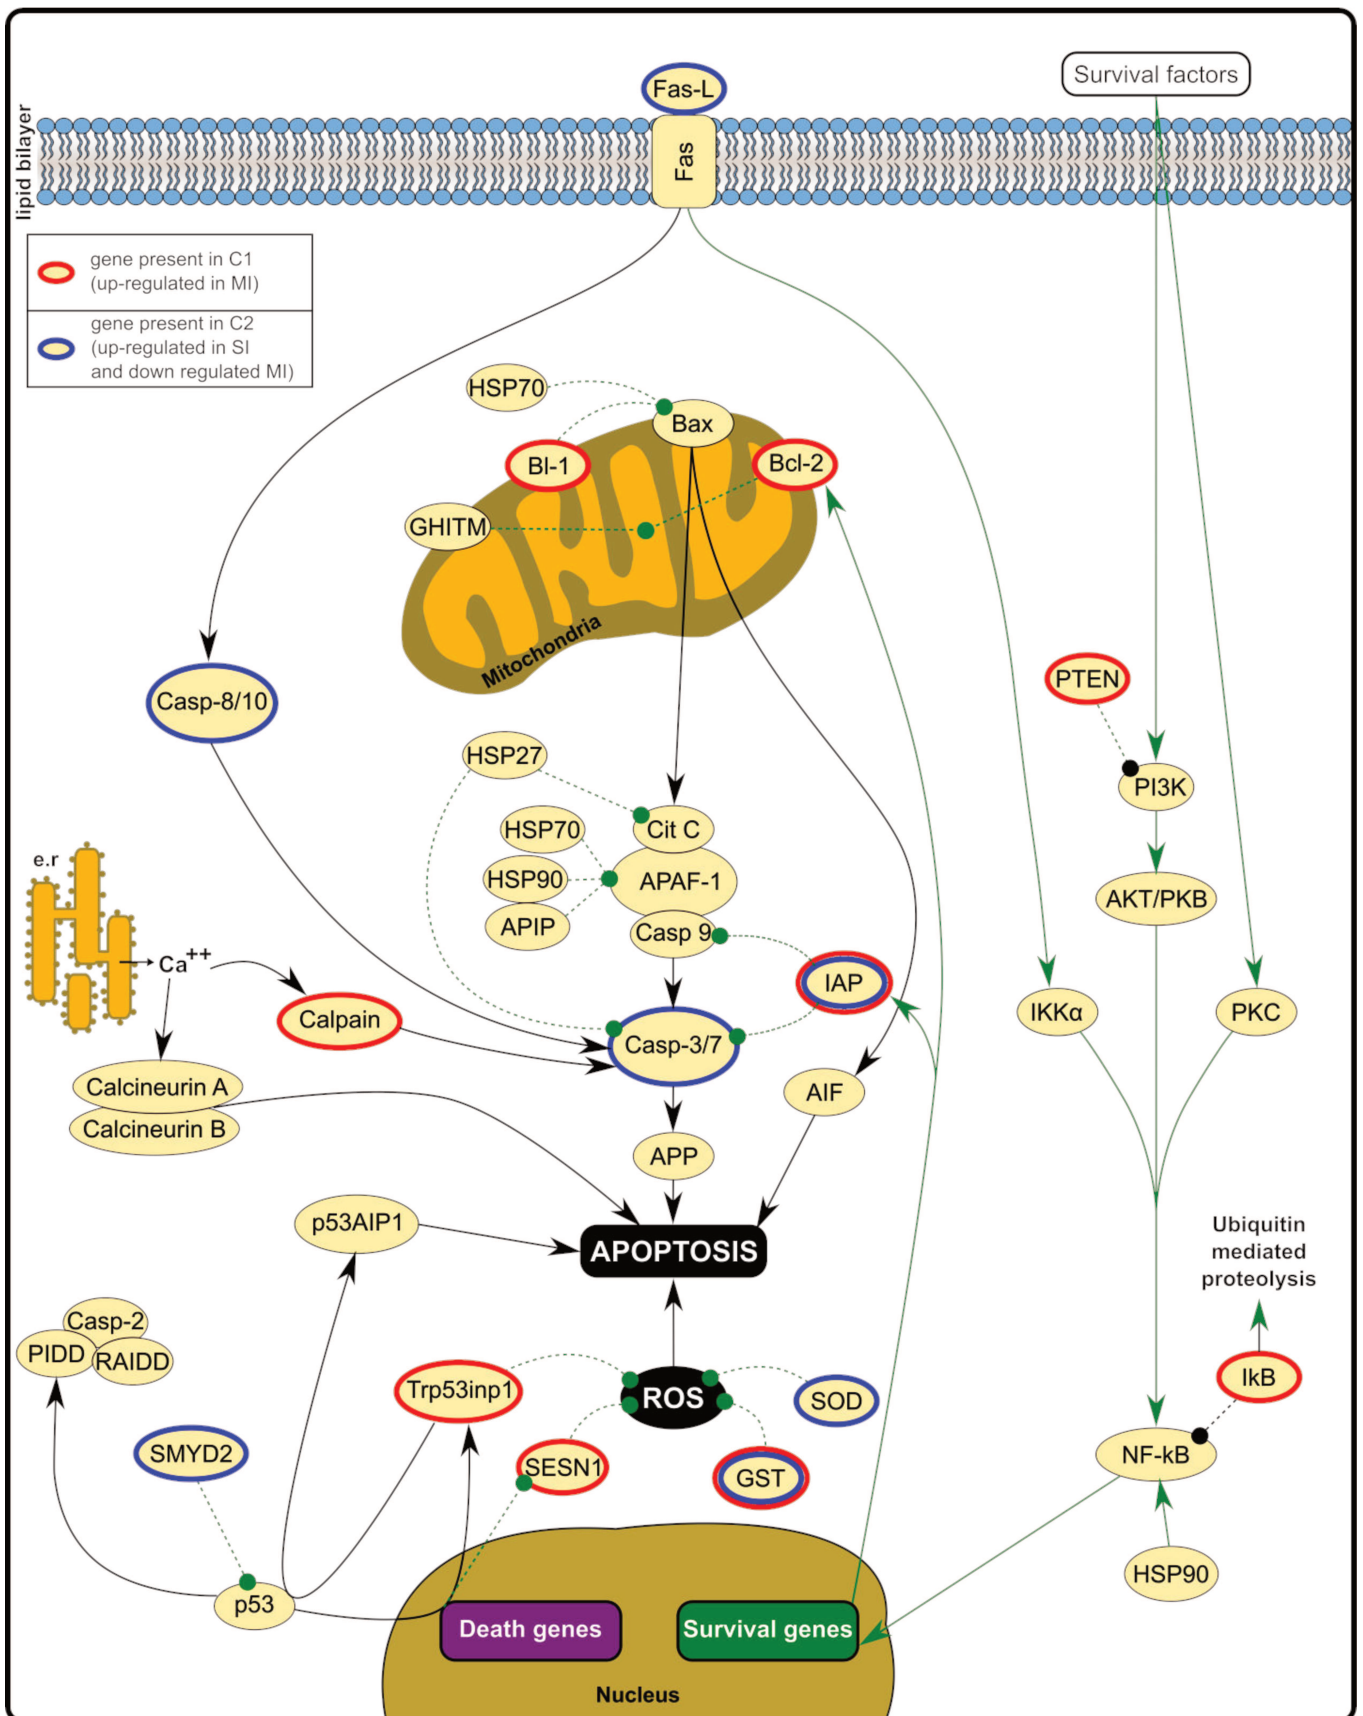 Fas-L
Survival factors
lipid bilayer
Fas
gene present in C1
(up-regulated in MI)
gene present in C2
(up-regulated in SI
and down regulated MI)
HSP70
Bax
BI-1
Bcl-2
GHITM
Mitochondria
PTEN
Casp-8/10
HSP27
PI3K
HSP70
Cit C
e.r
HSP90
APAF-1
AKT/PKB
APIP
Casp 9
Ca++
IAP
Calpain
IKKα
PKC
Casp-3/7
Calcineurin A
AIF
Calcineurin B
APP
p53AIP1
APOPTOSIS
Ubiquitin
mediated
proteolysis
Casp-2
PIDD
RAIDD
Trp53inp1
ROS
SOD
IkB
SMYD2
SESN1
GST
NF-kB
HSP90
p53
Death genes
Survival genes
Nucleus